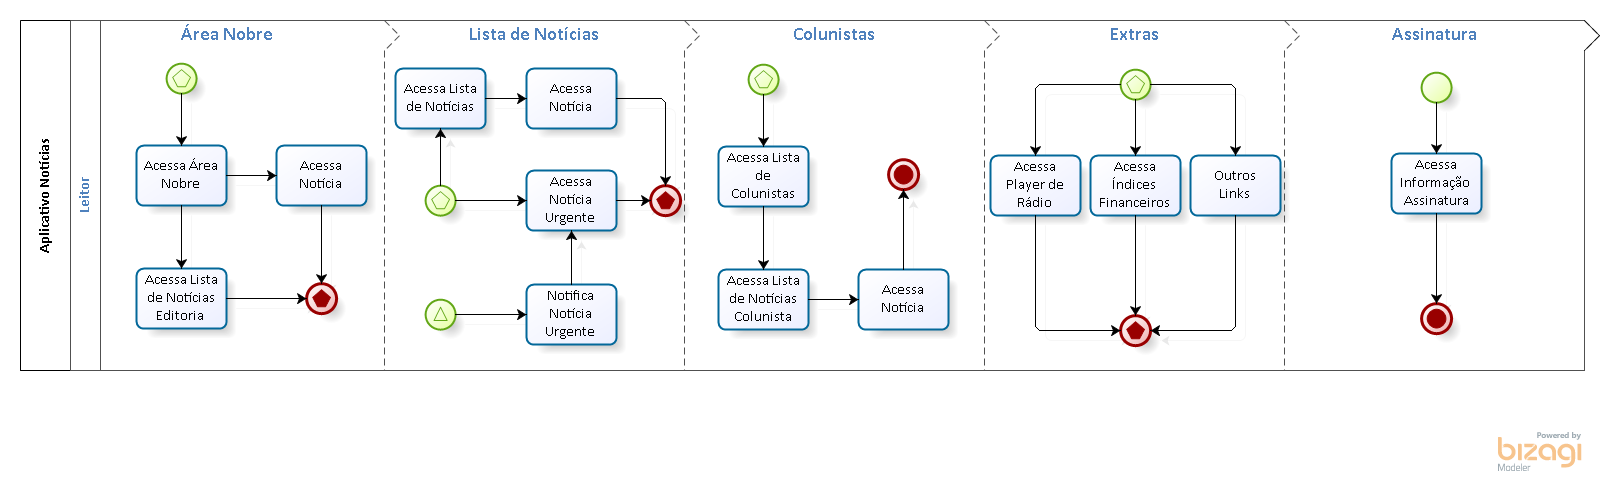 Aplicativo Notícias
Leitor
Área Nobre
Acessa Área
Nobre
Acessa
Notícia
Acessa Lista
de Notícias
Editoria
Lista de Notícias
Acessa Lista
de Notícias
Acessa
Notícia
Acessa
Notícia
Urgente
Notifica
Notícia
Urgente
Colunistas
Acessa Lista
de
Colunistas
Acessa Lista
de Notícias
Colunista
Acessa
Notícia
Extras
Acessa
Player de
Rádio
Acessa
Índices
Financeiros
Outros
Links
Assinatura
Acessa
Informação
Assinatura
Powered by
bizagi
Modeler